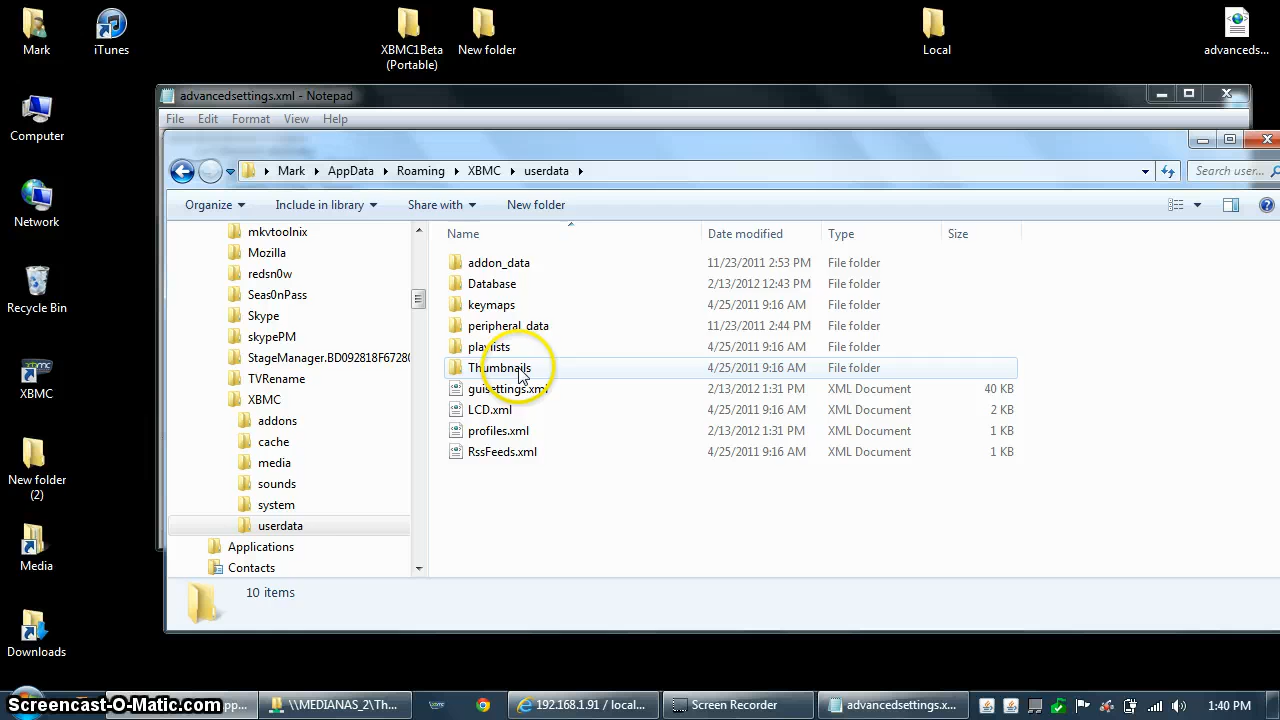 Mark
iTunes
XBMC1Beta
(Portable)
New folder
Local
advanceds...
Computer
Network
Recycle Bin
XBMC
New folder
(2)
Media
Downloads
advancedsettings.xml - Notepad
File Edit Format View Help
Mark AppData Roaming XBMC userdata
Search user...
Organize Include in library Share with New folder
mkvtoolnix
Mozilla
redsn0w
Seas0nPass
Skype
skypePM
StageManager.BD092818F67280
TVRename
XBMC
addons
cache
media
sounds
system
userdata
Applications
Contacts
Name Date modified Type Size
addon_data 11/23/2011 2:53 PM File folder
Database 2/13/2012 12:43 PM File folder
keymaps 4/25/2011 9:16 AM File folder
peripheral_data 11/23/2011 2:44 PM File folder
playlists 4/25/2011 9:16 AM File folder
Thumbnails 4/25/2011 9:16 AM File folder
guisettings.xml 2/13/2012 1:31 PM XML Document 40 KB
LCD.xml 4/25/2011 9:16 AM XML Document 2 KB
profiles.xml 2/13/2012 1:31 PM XML Document 1 KB
RssFeeds.xml 4/25/2011 9:16 AM XML Document 1 KB
10 items
Screencast-O-Matic.com
pp...
\\MEDIANAS_2\Th...
192.168.1.91 / local...
Screen Recorder
advancedsettings.x...
1:40 PM